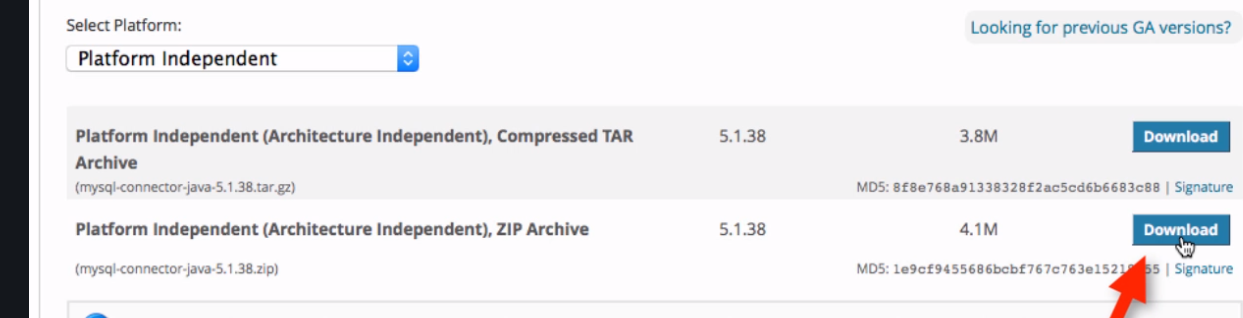 Select Platform:
Looking for previous GA versions?
Platform Independent
Platform Independent (Architecture Independent), Compressed TAR
Archive
5.1.38
3.8M
Download
(mysql-connector-java-5.1.38.tar.gz)
MD5: 8f8e768a91338328f2ac5cd6b6683c88 | Signature
Platform Independent (Architecture Independent), ZIP Archive
5.1.38
4.1M
Download
(mysql-connector-java-5.1.38.zip)
MD5: | Signature